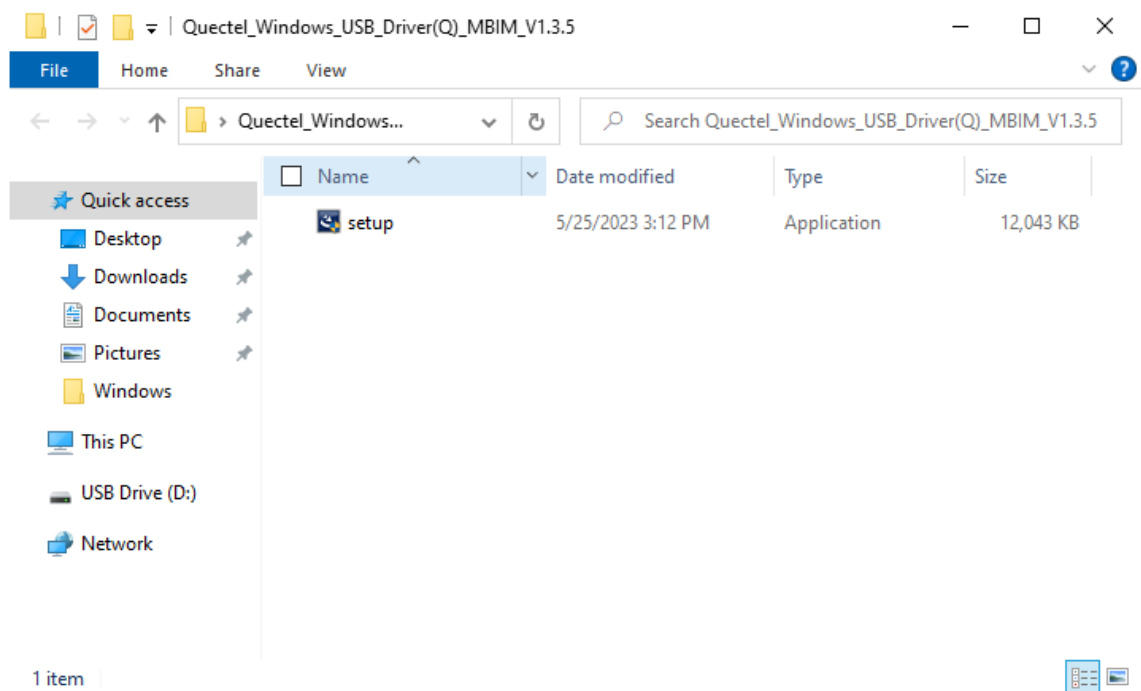 Quectel_Windows_USB_Driver(Q)_MBIM_V1.3.5
File Home Share View
Quectel_Windows... Search Quectel_Windows_USB_Driver(Q)_MBIM_V1.3.5
Name Date modified Type Size
setup 5/25/2023 3:12 PM Application 12,043 KB
Quick access
Desktop
Downloads
Documents
Pictures
Windows
This PC
USB Drive (D:)
Network
1 item